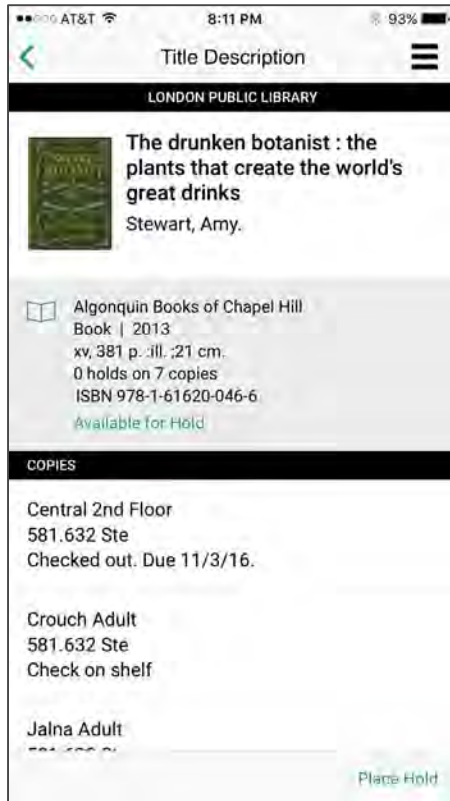 AT&T 8:11 PM 93%
Title Description
LONDON PUBLIC LIBRARY
The drunken botanist : the
plants that create the world's
great drinks
Stewart, Amy.
Algonquin Books of Chapel Hill
Book | 2013
xv, 381 p. :ill. ;21 cm.
0 holds on 7 copies
ISBN 978-1-61620-046-6
Available for Hold
COPIES
Central 2nd Floor
581.632 Ste
Checked out. Due 11/3/16.
Crouch Adult
581.632 Ste
Check on shelf
Jalna Adult
Place Hold